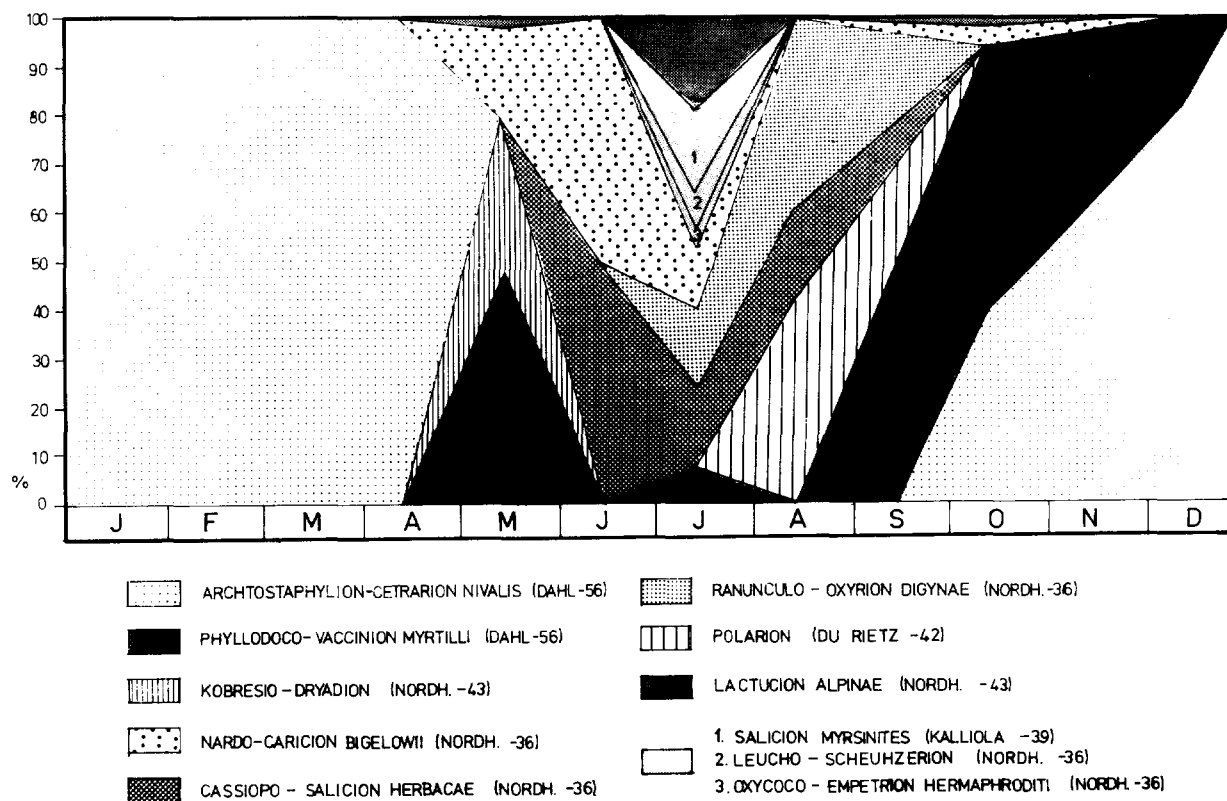 100
90
80
70
60
50
40
30
20
10
%
0
1
2
3
J F M A M J J A S O N D
ARCHTOSTAPHYLION-CETRARION NIVALIS (DAHL-56)
PHYLLODOCO-VACCINION MYRTILLI (DAHL-56)
KOBRESIO-DRYADION (NORDH. -43)
NARDO-CARICION BIGELOWII (NORDH. -36)
CASSIOPO - SALICION HERBACAE (NORDH. -36)
RANUNCULO - OXYRION DIGYNAE (NORDH.-36)
POLARION (DU RIETZ -42)
LACTUCION ALPINAE (NORDH. -43)
1. SALICION MYRSINITES (KALLIOLA -39)
2. LEUCHO - SCHEUHZERION (NORDH. -36)
3. OXYCOCO - EMPETRION HERMAPHRODITI (NORDH.-36)